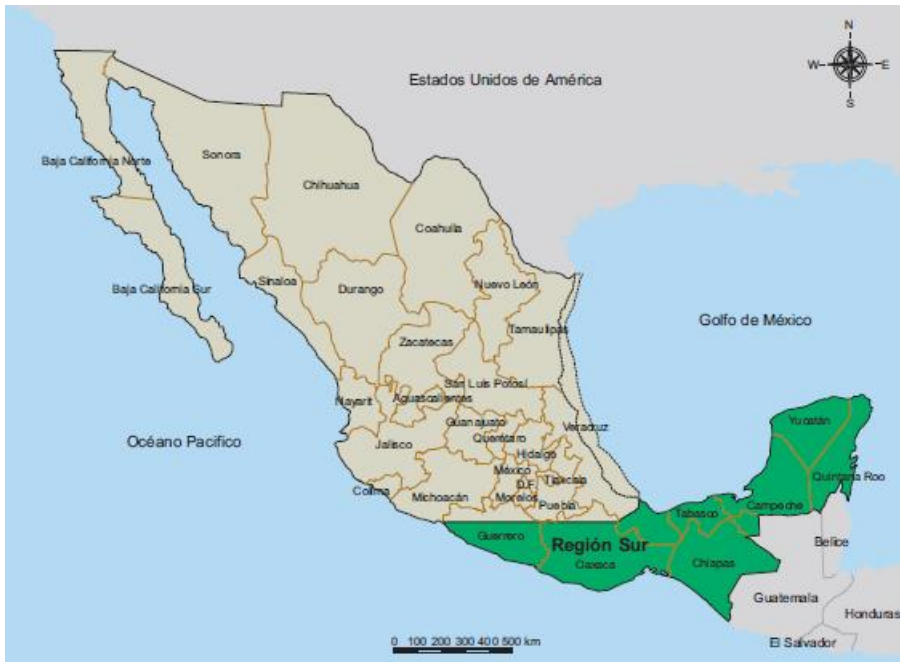 N
W E
S
Estados Unidos de América
Baja California Norte
Sonora
Chihuahua
Coahuila
Sinaloa
Durango
Nuevo León
Baja California Sur
Tamaulipas
Golfo de México
Zacatecas
San Luis Potosí
Nayarit
Aguascalientes
Guanajuato
Veracruz
Yucatán
Océano Pacifico
Jalisco
Querétaro
Hidalgo
México
Quintana Roo
Colima
Michoacán
D.F.
Tlaxcala
Morelos
Puebla
Tabasco
Campeche
Guerrero
Región Sur
Oaxaca
Chiapas
Belice
Guatemala
Honduras
El Salvador
0 100 200 300 400 500 km